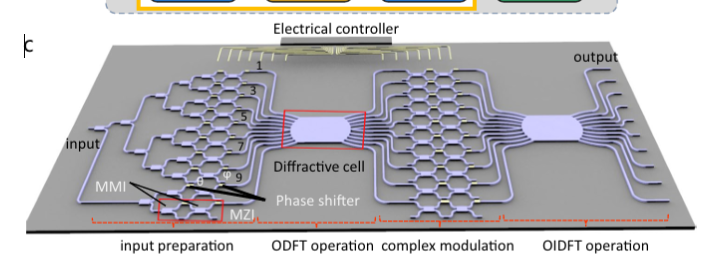 c
Electrical controller
output
1
3
5
input
7
Diffractive cell
MMI
θ
φ
9
Phase shifter
MZI
input preparation
ODFT operation
complex modulation
OIDFT operation